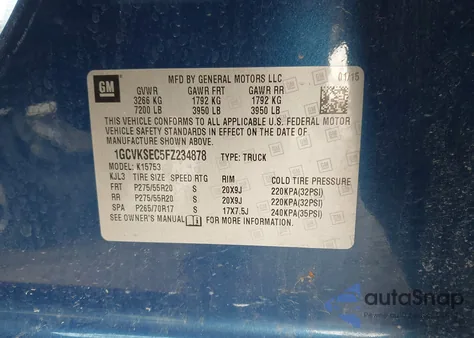 GM
MFD BY GENERAL MOTORS LLC
01/15
GVWR GAWR FRT GAWR RR
3266 KG 1792 KG 1792 KG
7200 LB 3950 LB 3950 LB
THIS VEHICLE CONFORMS TO ALL APPLICABLE U.S. FEDERAL MOTOR
VEHICLE SAFETY STANDARDS IN EFFECT ON THE DATE OF
MANUFACTURE SHOWN ABOVE.
1GCVKSEC5FZ234878 TYPE: TRUCK
MODEL: K15753
KJL3 TIRE SIZE SPEED RTG RIM COLD TIRE PRESSURE
FRT P275/55R20 S 20X9J 220KPA(32PSI)
RR P275/55R20 S 20X9J 220KPA(32PSI)
SPA P265/70R17 S 17X7.5J 240KPA(35PSI)
SEE OWNER'S MANUAL FOR MORE INFORMATION.
autoSnap